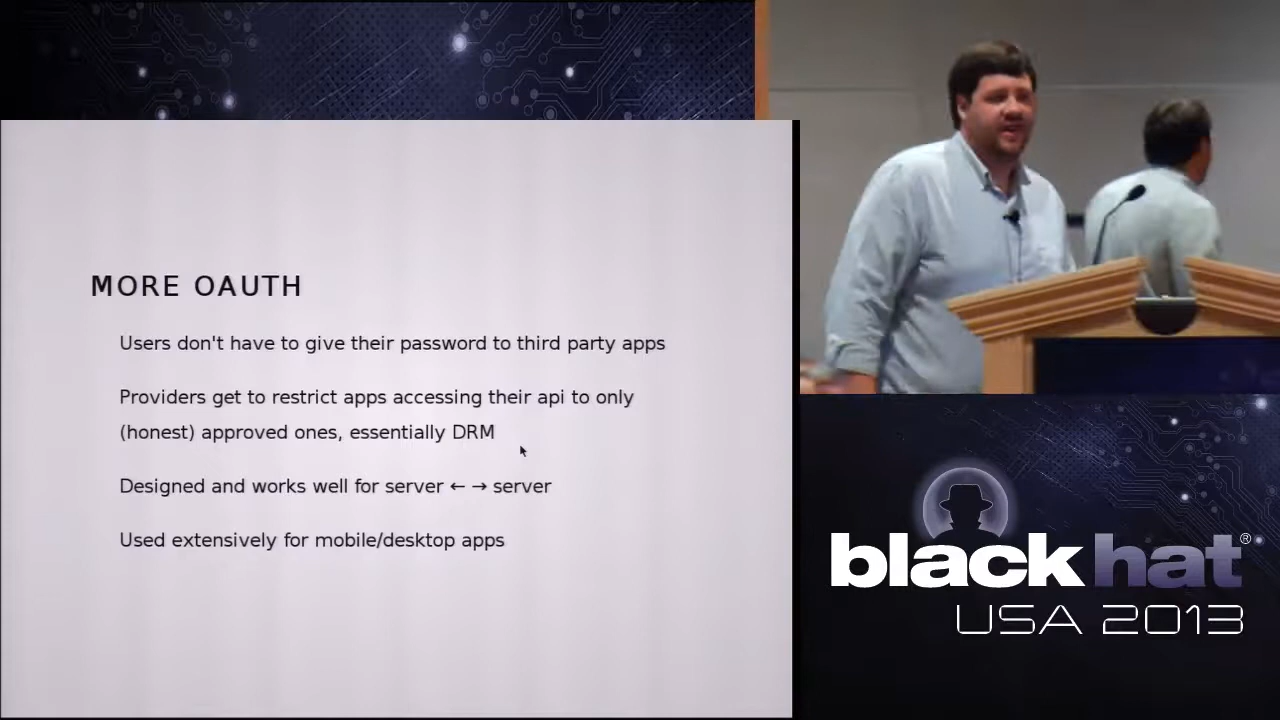 MORE OAUTH
Users don't have to give their password to third party apps
Providers get to restrict apps accessing their api to only
(honest) approved ones, essentially DRM
Designed and works well for server ← → server
Used extensively for mobile/desktop apps
blackhat®
USA 2013